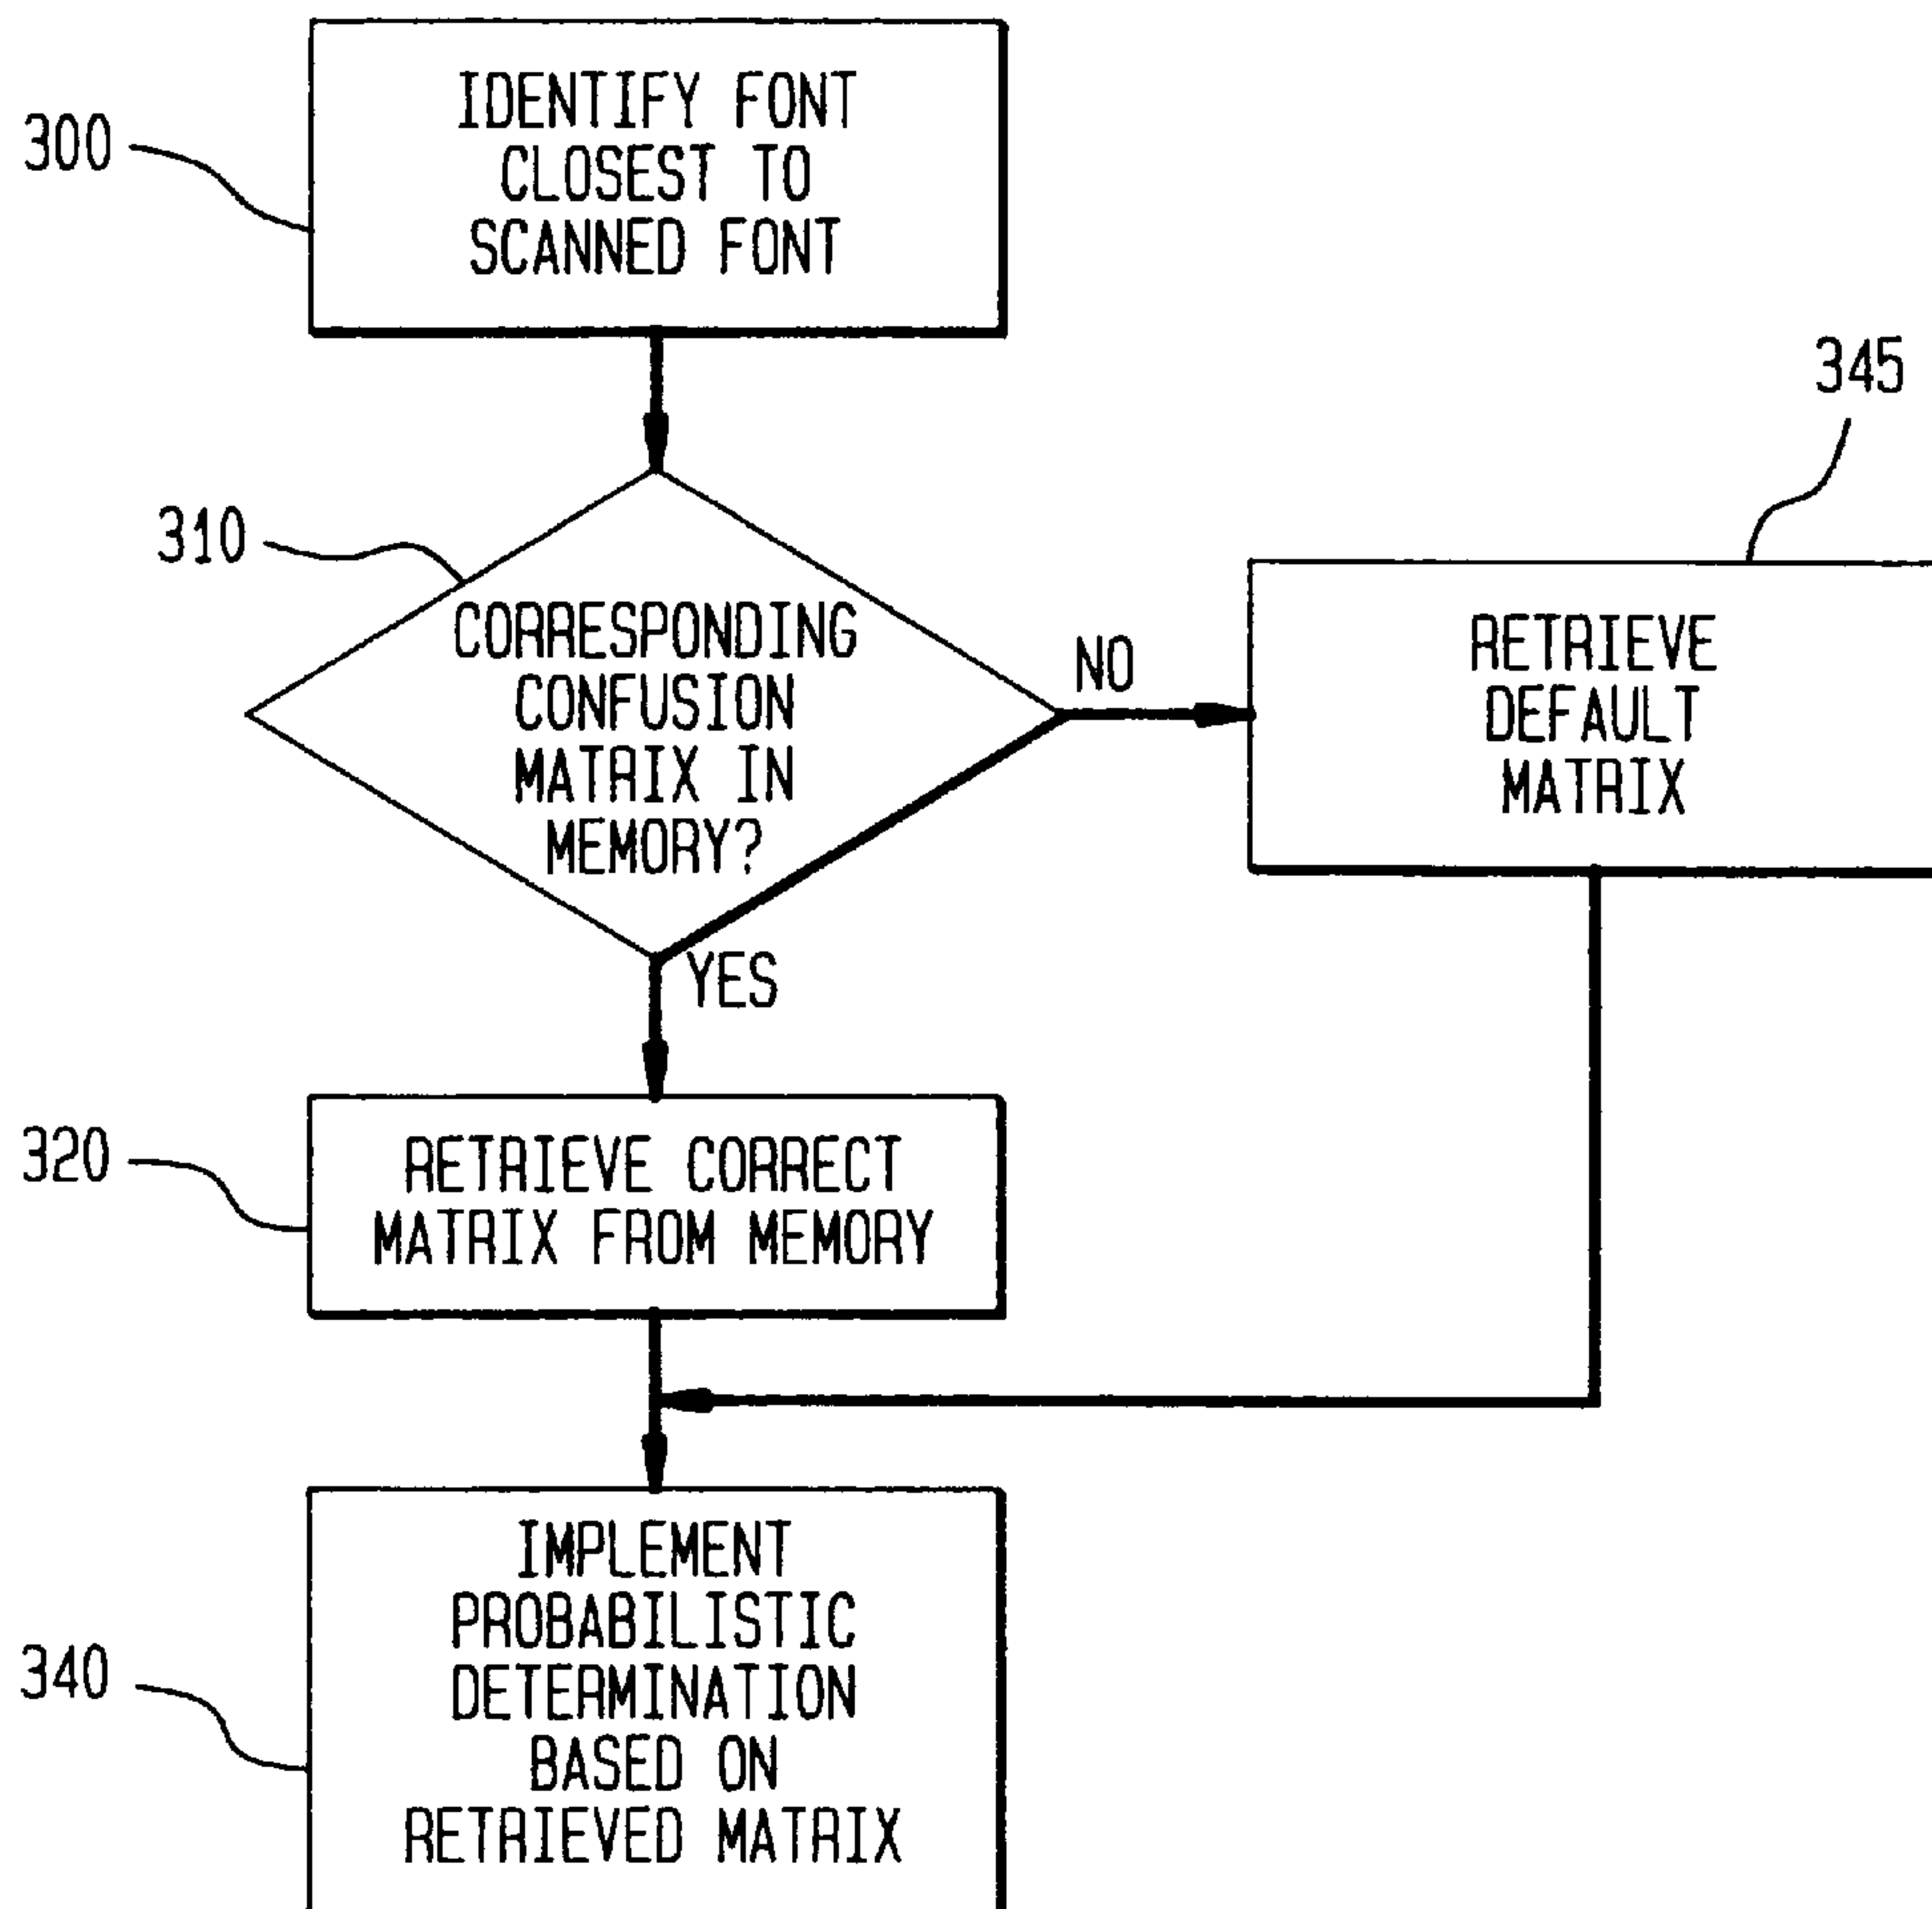 300
IDENTIFY FONT
CLOSEST TO
SCANNED FONT
310
CORRESPONDING
CONFUSION
MATRIX IN
MEMORY?
NO
345
RETRIEVE
DEFAULT
MATRIX
YES
320
RETRIEVE CORRECT
MATRIX FROM MEMORY
340
IMPLEMENT
PROBABILISTIC
DETERMINATION
BASED ON
RETRIEVED MATRIX